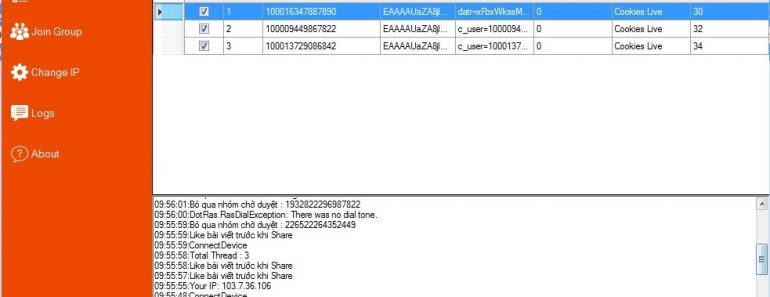 1 100016347887890 EAAAAUaZA8jl... datr=xFbxWkssM... 0 Cookies Live 30
2 100009449867822 EAAAAUaZA8jl... c_user=1000094... 0 Cookies Live 32
3 100013729086842 EAAAAUaZA8jl... c_user=1000137... 0 Cookies Live 34
Join Group
Change IP
Logs
About
09:56:01:Bỏ qua nhóm chờ duyệt : 1932822296987822
09:56:00:DotRas.RasDialException: There was no dial tone.
09:55:59:Bỏ qua nhóm chờ duyệt : 226522264352449
09:55:59:Like bài viết trước khi Share
09:55:59:ConnectDevice
09:55:58:Total Thread : 3
09:55:58:Like bài viết trước khi Share
09:55:57:Like bài viết trước khi Share
09:55:55:Your IP: 103.7.36.106
09:55:48:ConnectDevice